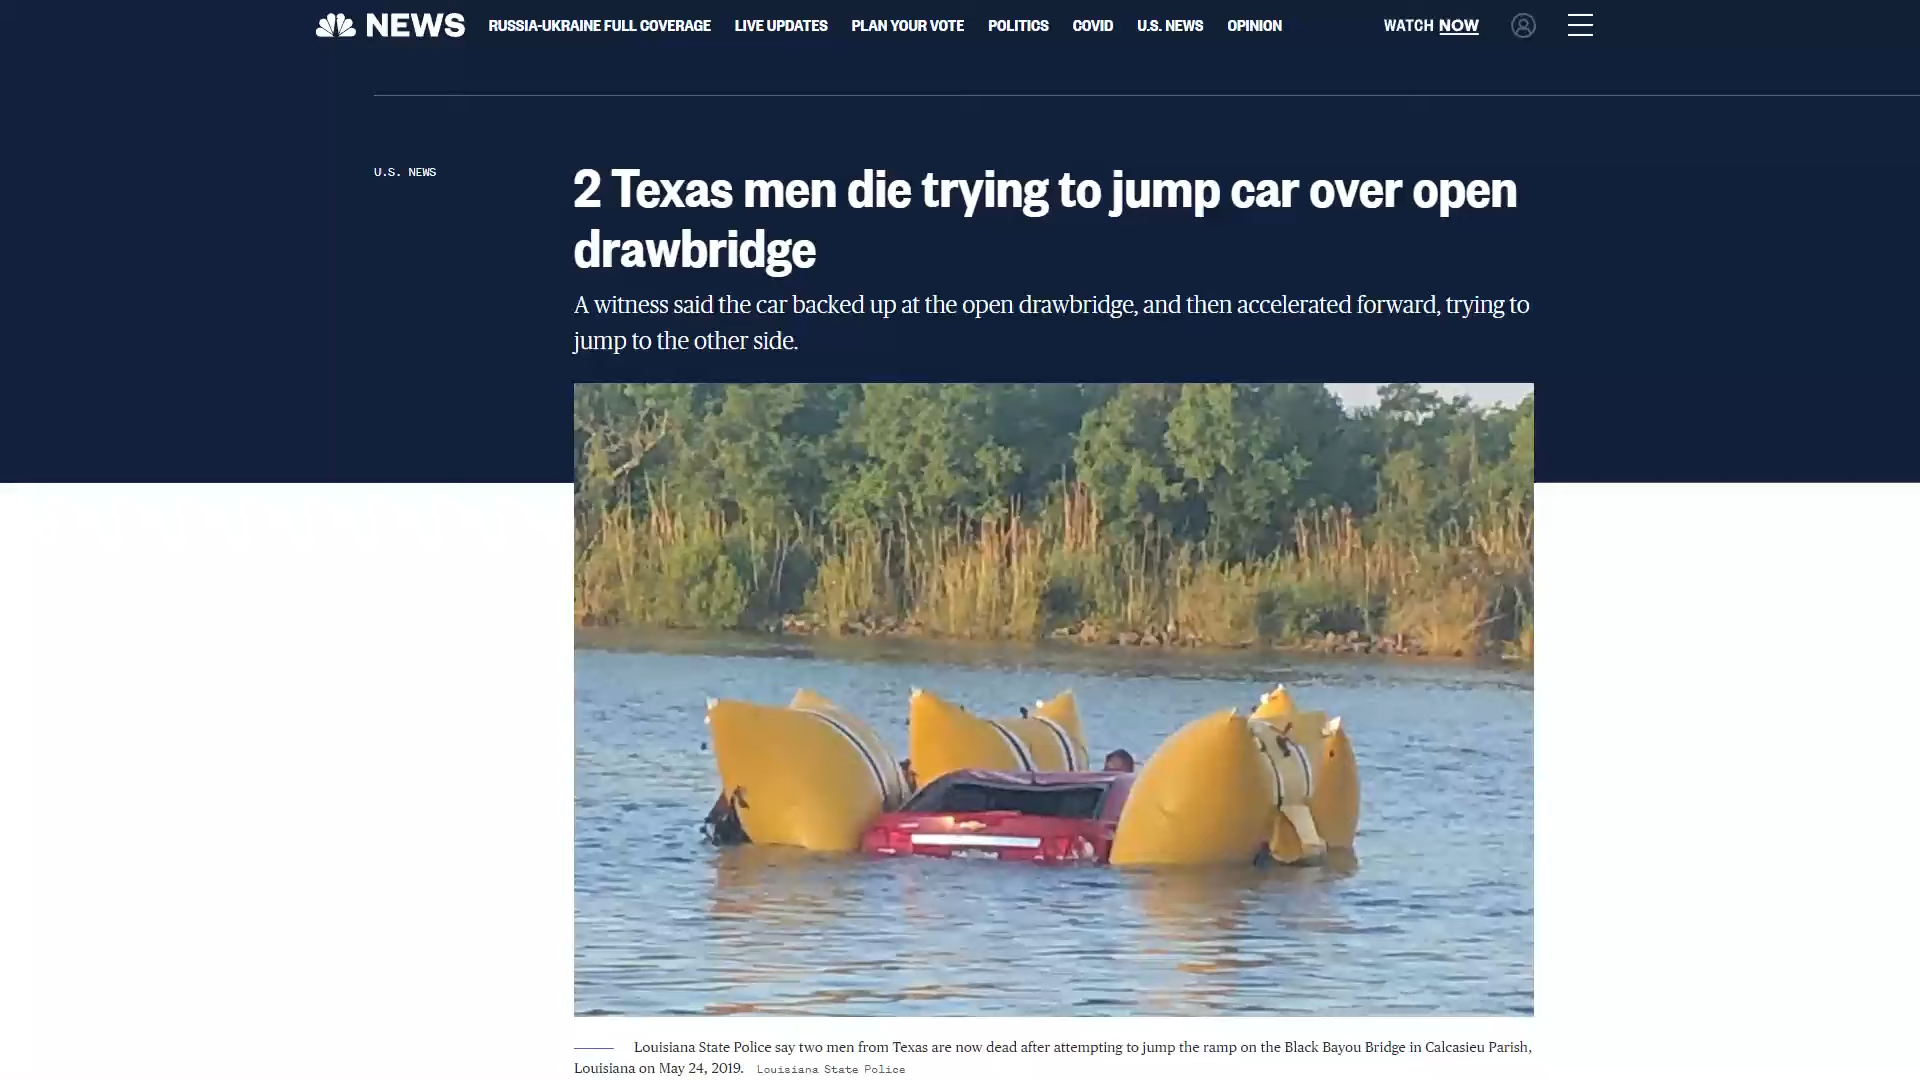 NEWS
RUSSIA-UKRAINE FULL COVERAGE
LIVE UPDATES
PLAN YOUR VOTE
POLITICS
COVID
U.S. NEWS
OPINION
WATCH NOW
U.S. NEWS
2 Texas men die trying to jump car over open
drawbridge
A witness said the car backed up at the open drawbridge, and then accelerated forward, trying to
jump to the other side.
Louisiana State Police say two men from Texas are now dead after attempting to jump the ramp on the Black Bayou Bridge in Calcasieu Parish,
Louisiana on May 24, 2019. Louisiana State Police